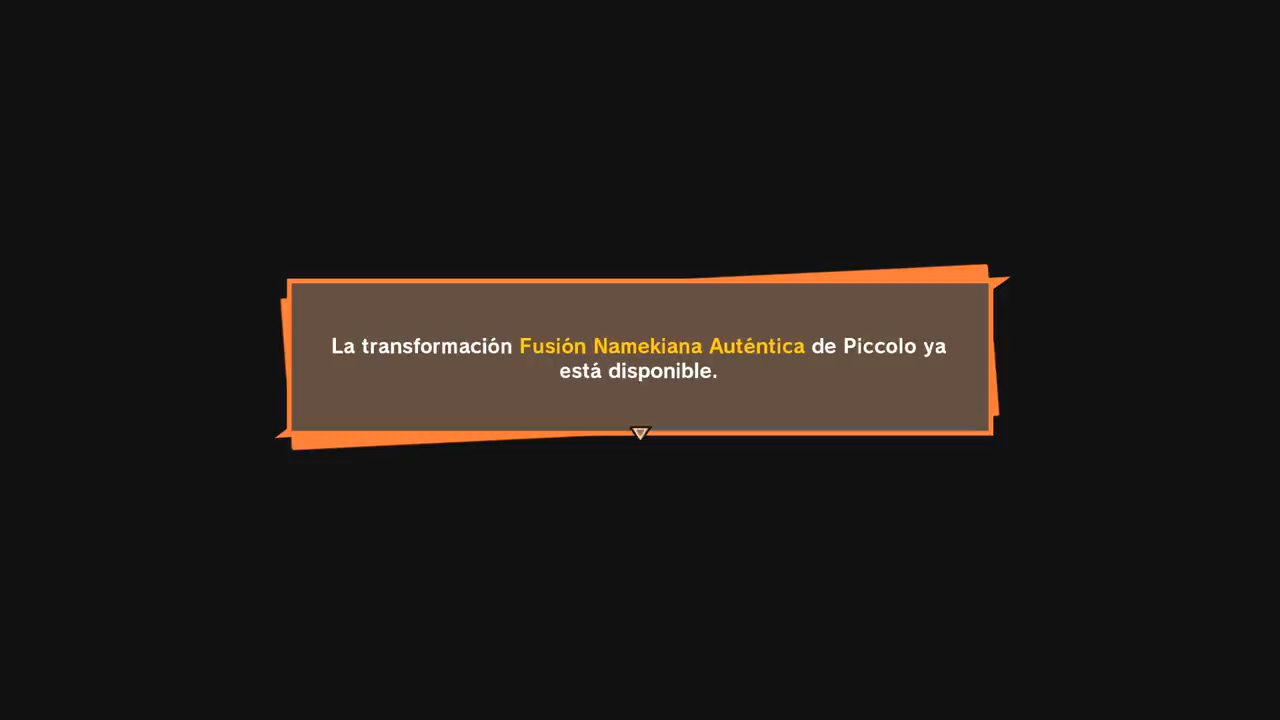 La transformación Fusión Namekiana Auténtica de Piccolo ya
está disponible.